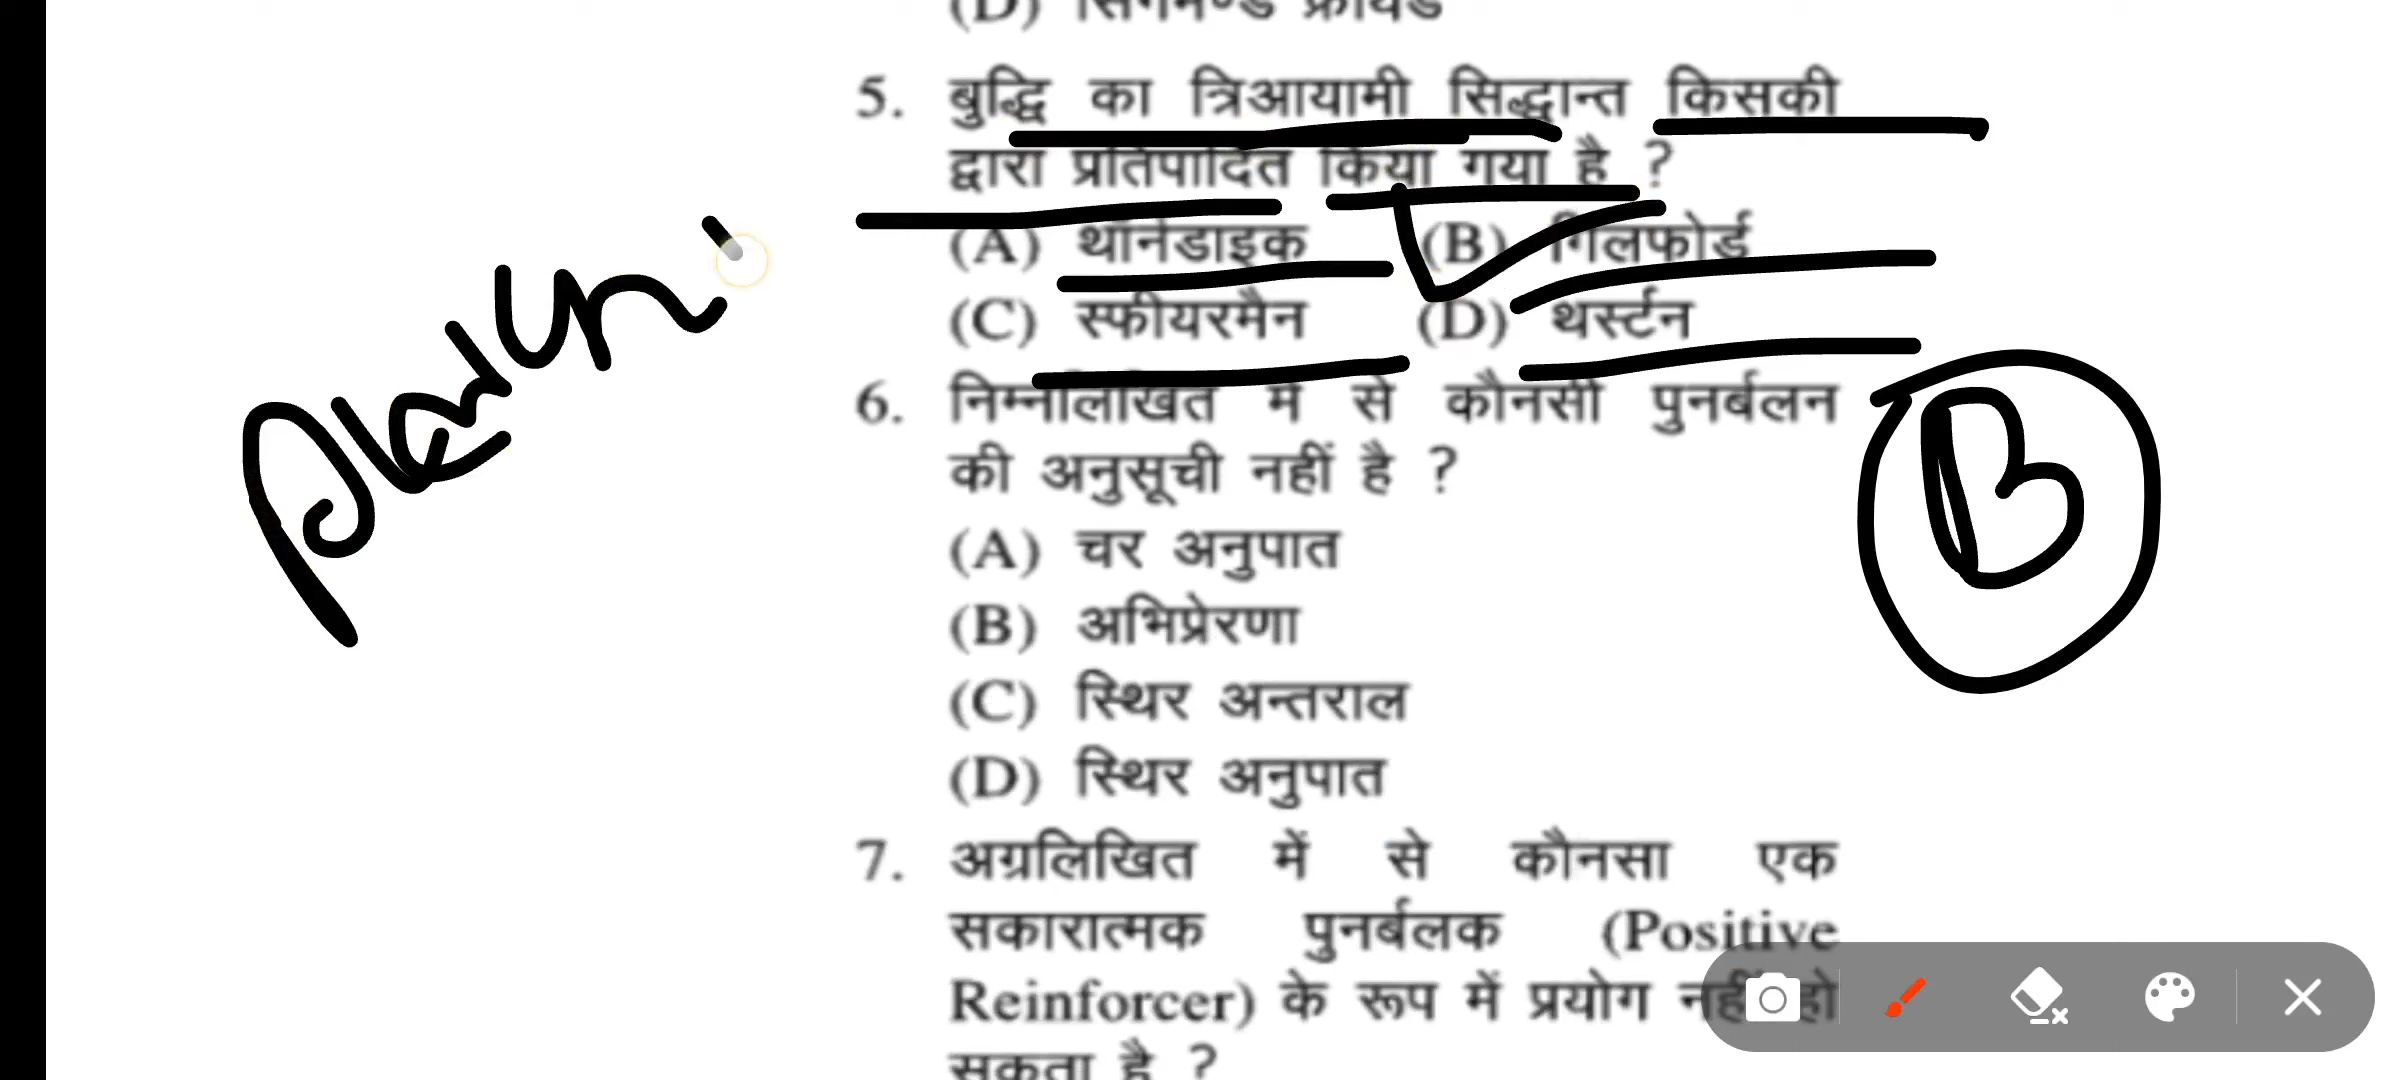 5. बुद्धि का त्रिआयामी सिद्धान्त किसकी
द्वारा प्रतिपादित किया गया है ?
(A) थॉर्नडाइक (B) गिलफोर्ड
(C) स्फीयरमैन (D) थर्स्टन
6. निम्नलिखित में से कौनसी पुनर्बलन
की अनुसूची नहीं है ?
(A) चर अनुपात
(B) अभिप्रेरणा
(C) स्थिर अन्तराल
(D) स्थिर अनुपात
7. अग्रलिखित में से कौनसा एक
सकारात्मक पुनर्बलक (Positive
Reinforcer) के रूप में प्रयोग नहीं हो
सकता है ?
B